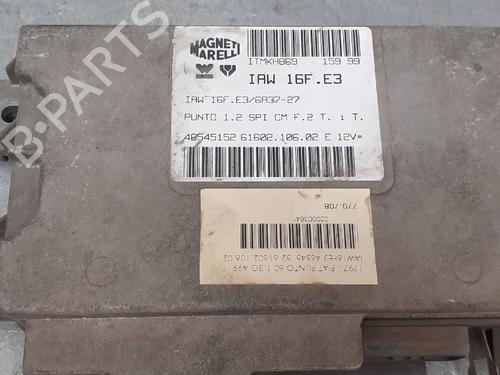 MAGNETI
MARELLI
ITMKH869 159 99
IAW 16F.E3
IAW 16F.E3/6A37-27
PUNTO 1.2 SPI CM F.2 T. i T.
46545152 61602.106.02 E 12V=
770./08
22000364
1797 - FIAT PUNTO 60 1.3G A99
IAW16FE3 46545 52 61602 106.02
B-PARTS